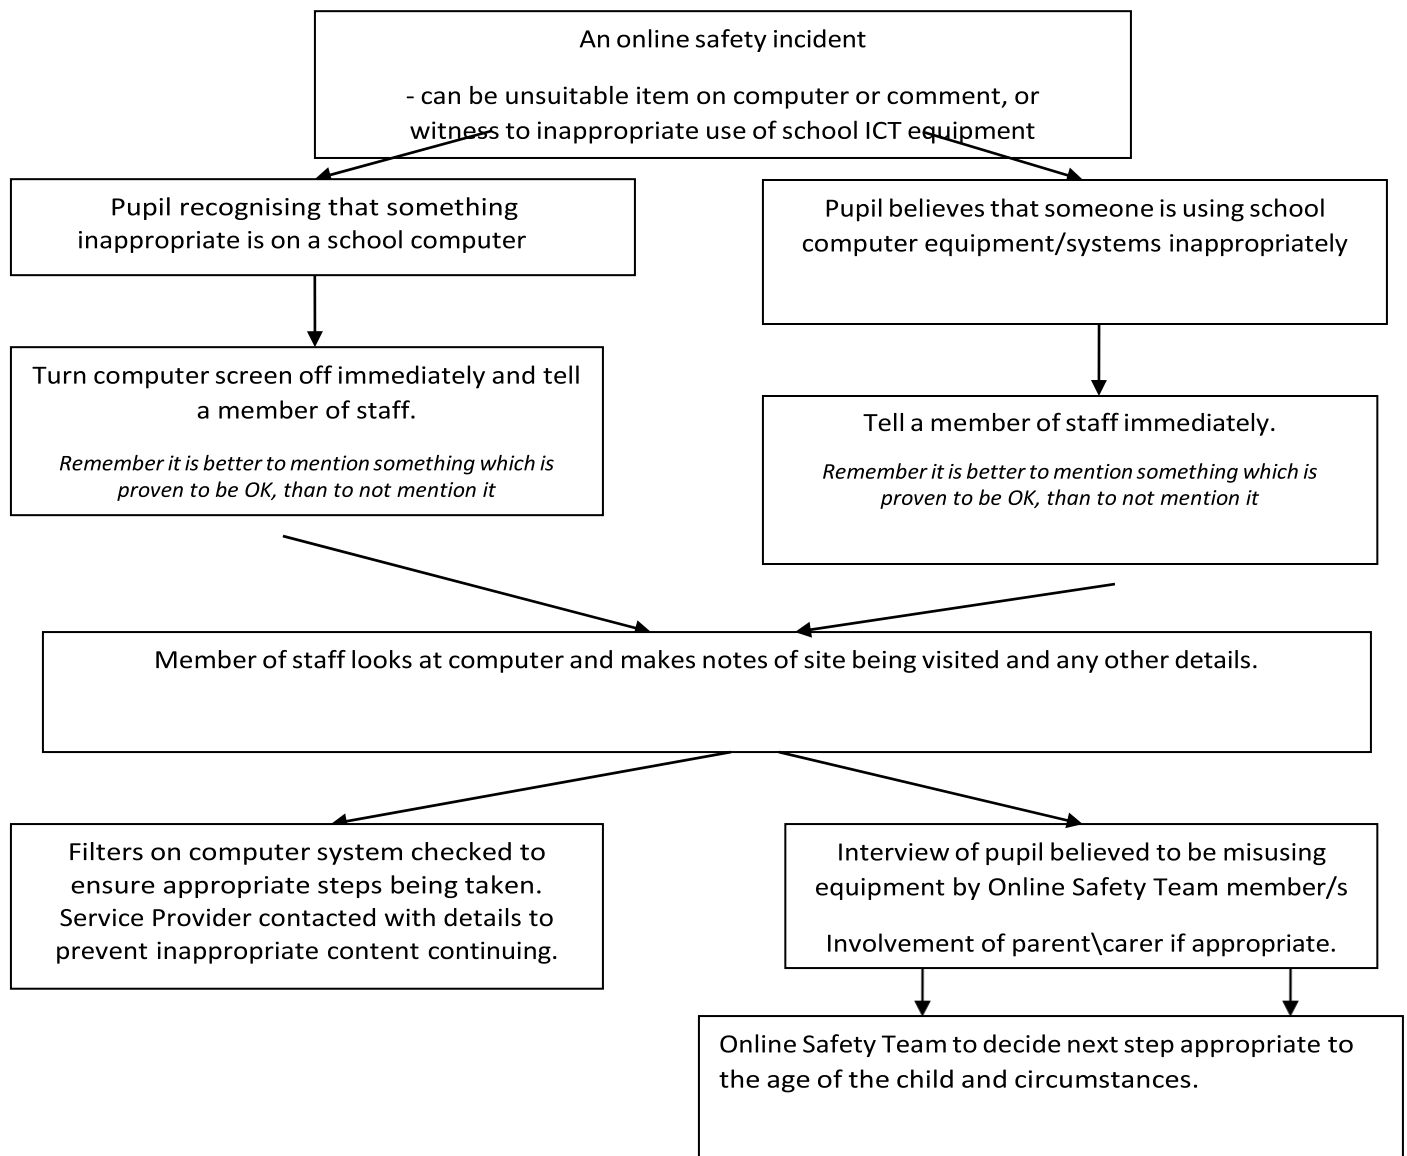 An online safety incident
- can be unsuitable item on computer or comment, or
witness to inappropriate use of school ICT equipment
Pupil recognising that something
inappropriate is on a school computer
Pupil believes that someone is using school
computer equipment/systems inappropriately
Turn computer screen off immediately and tell
a member of staff.
Remember it is better to mention something which is
proven to be OK, than to not mention it
Tell a member of staff immediately.
Remember it is better to mention something which is
proven to be OK, than to not mention it
Member of staff looks at computer and makes notes of site being visited and any other details.
Filters on computer system checked to
ensure appropriate steps being taken.
Service Provider contacted with details to
prevent inappropriate content continuing.
Interview of pupil believed to be misusing
equipment by Online Safety Team member/s
Involvement of parent\carer if appropriate.
Online Safety Team to decide next step appropriate to
the age of the child and circumstances.